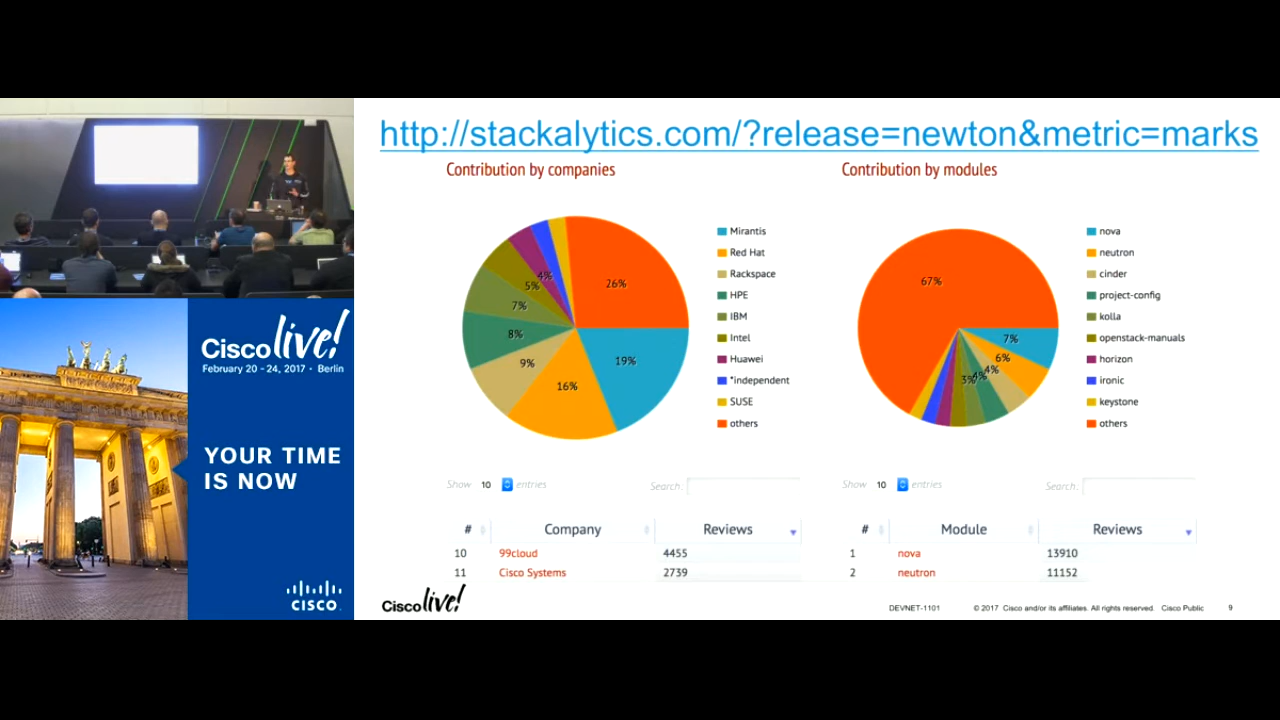 http://stackalytics.com/?release=newton&metric=marks
Contribution by companies
26%
4%
5%
7%
8%
9%
16%
19%
Mirantis
Red Hat
Rackspace
HPE
IBM
Intel
Huawei
*independent
SUSE
others
Show 10 entries
Search:
# Company Reviews
10 99cloud 4455
11 Cisco Systems 2739
Contribution by modules
67%
7%
6%
4%
4%
3%
nova
neutron
cinder
project-config
kolla
openstack-manuals
horizon
ironic
keystone
others
Show 10 entries
Search:
# Module Reviews
1 nova 13910
2 neutron 11152
Cisco live!
DEVNET-1101 © 2017 Cisco and/or its affiliates. All rights reserved. Cisco Public 9
Cisco live!
February 20 - 24, 2017 · Berlin
YOUR TIME
IS NOW
CISCO